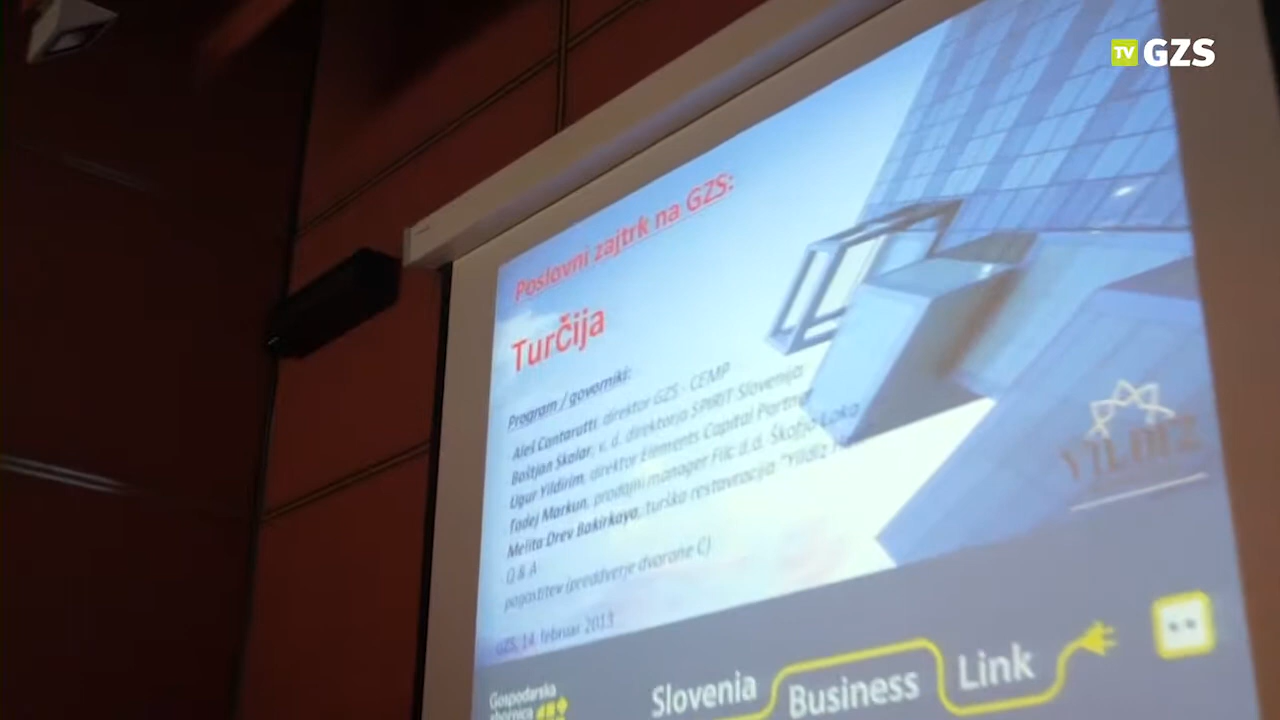 TV GZS
Poslovni zajtrk na GZS:
Turčija
Program / govorniki:
Aleš Cantarutti, direktor GZS - CEMP
Boštjan Skalar, v. d. direktorja SPIRIT Slovenija
Ugur Yildirim, direktor Elements Capital Partner
Tadej Markun, prodajni manager Filc d.d. Škofja Loka
Melita Drev Bakirkaya, turška restavracija "Yildiz
Q & A
pogostitev (preddverje dvorane C)
GZS, 14. februar 2013
YILDIZ
Gospodarska
zbornica
Slovenia Business Link